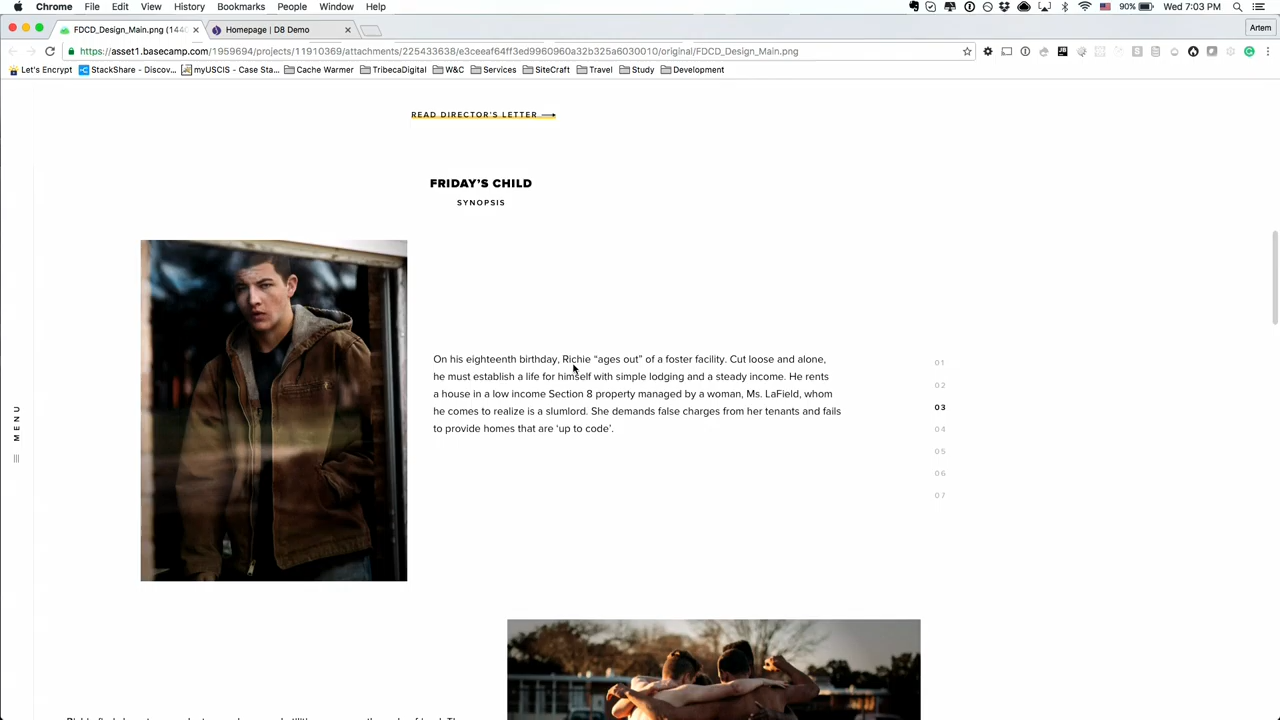 Chrome File Edit View History Bookmarks People Window Help
90% Wed 7:03 PM
FDCD_Design_Main.png (144
Homepage | D8 Demo
Artem
https://asset1.basecamp.com/1959694/projects/11910369/attachments/225433638/e3ceeaf64ff3ed9960960a32b325a6030010/original/FDCD_Design_Main.png
Let's Encrypt StackShare - Discov... myUSCIS - Case Sta... Cache Warmer TribecaDigital W&C Services SiteCraft Travel Study Development
READ DIRECTOR'S LETTER
FRIDAY'S CHILD
SYNOPSIS
On his eighteenth birthday, Richie “ages out” of a foster facility. Cut loose and alone,
he must establish a life for himself with simple lodging and a steady income. He rents
a house in a low income Section 8 property managed by a woman, Ms. LaField, whom
he comes to realize is a slumlord. She demands false charges from her tenants and fails
to provide homes that are ‘up to code’.
MENU
01
02
03
04
05
06
07